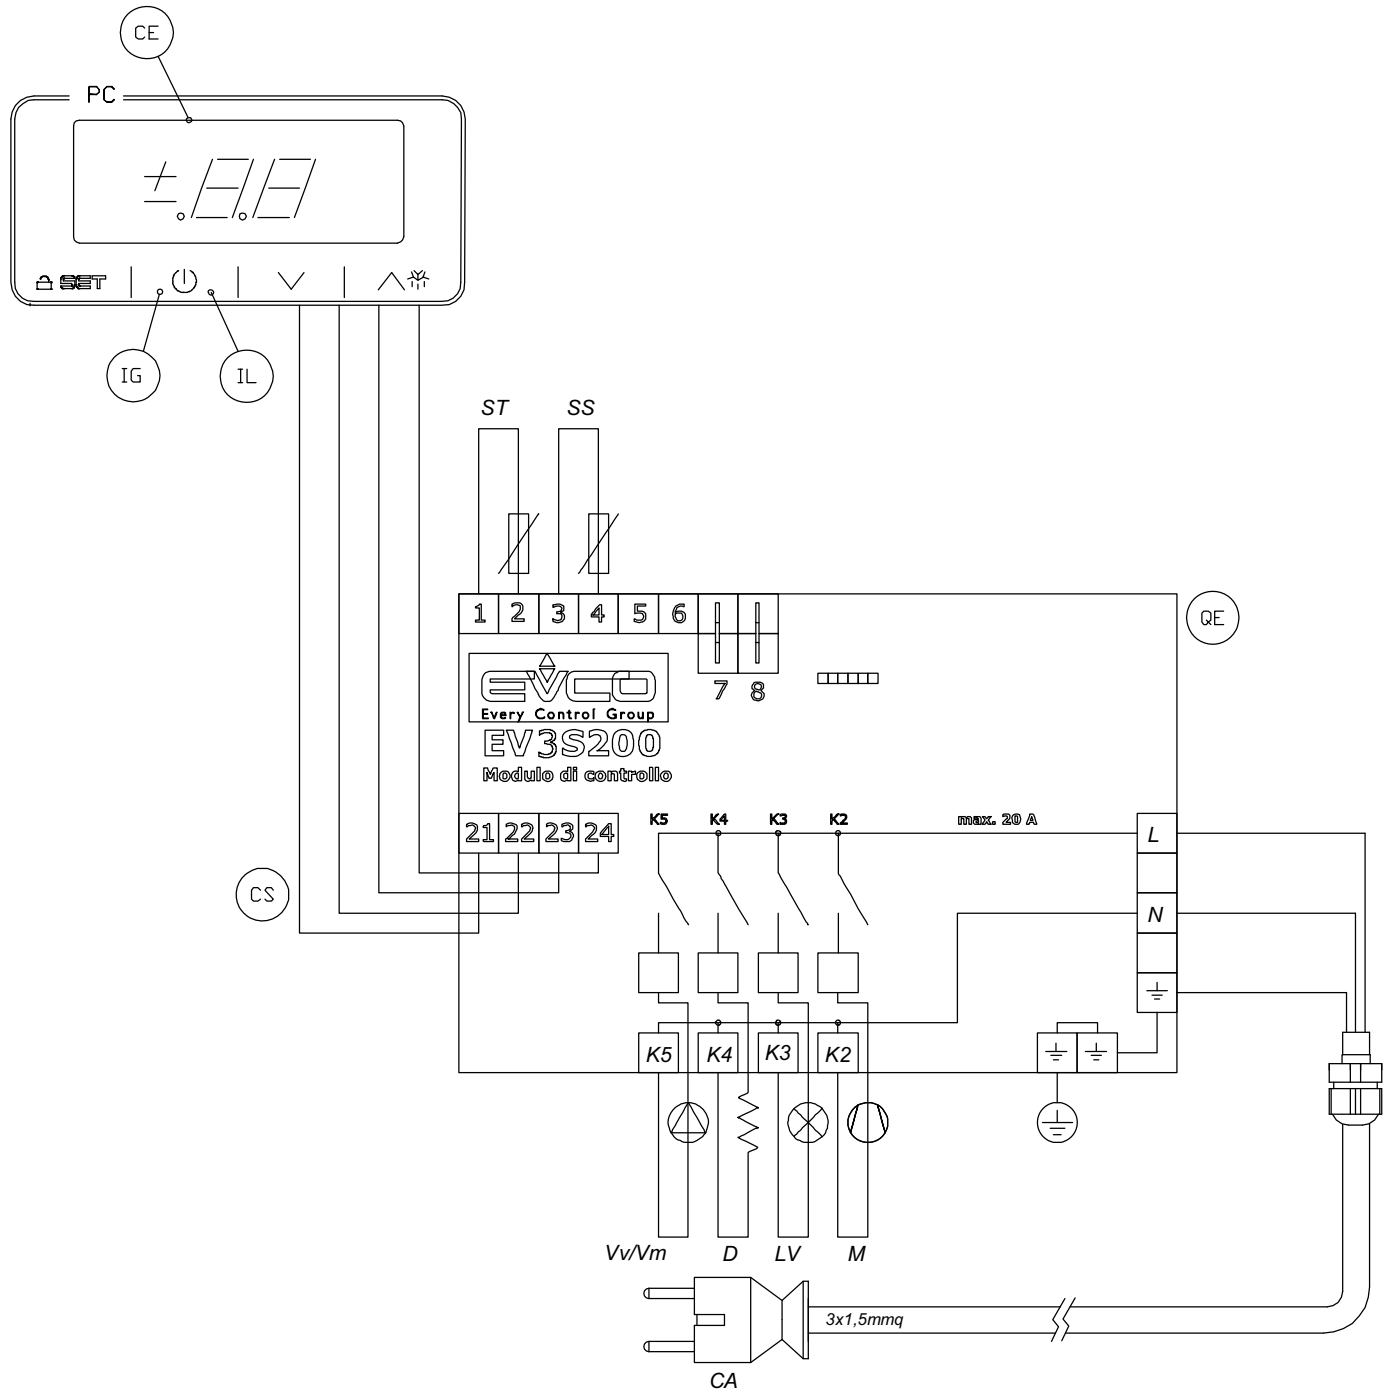 CE
PC
± .8.8
SET
IG
IL
ST SS
1 2 3 4 5 6
QE
7 8
EVCO
Every Control Group
EV3S200
Modulo di controllo
K5 K4 K3 K2 max. 20 A
21 22 23 24
L
CS
N
K5 K4 K3 K2
Vv/Vm D LV M
3x1,5mmq
CA